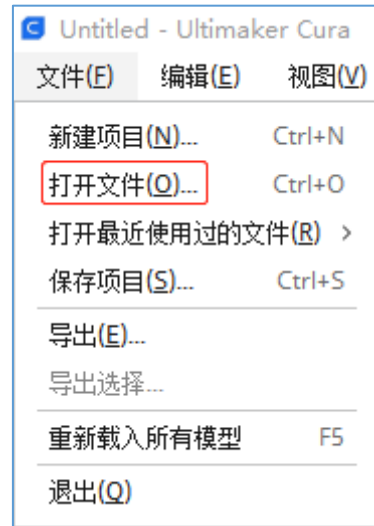 Untitled - Ultimaker Cura
文件(F) 编辑(E) 视图(V)
新建项目(N)... Ctrl+N
打开文件(O)... Ctrl+O
打开最近使用过的文件(R) >
保存项目(S)... Ctrl+S
导出(E)...
导出选择...
重新载入所有模型 F5
退出(Q)